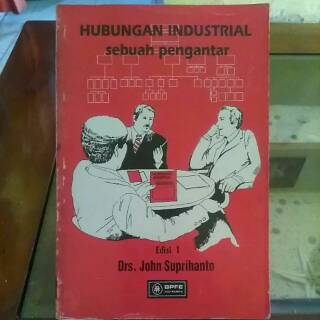 HUBUNGAN INDUSTRIAL
sebuah pengantar
Edisi 1
Drs. John Suprihanto
BPFE